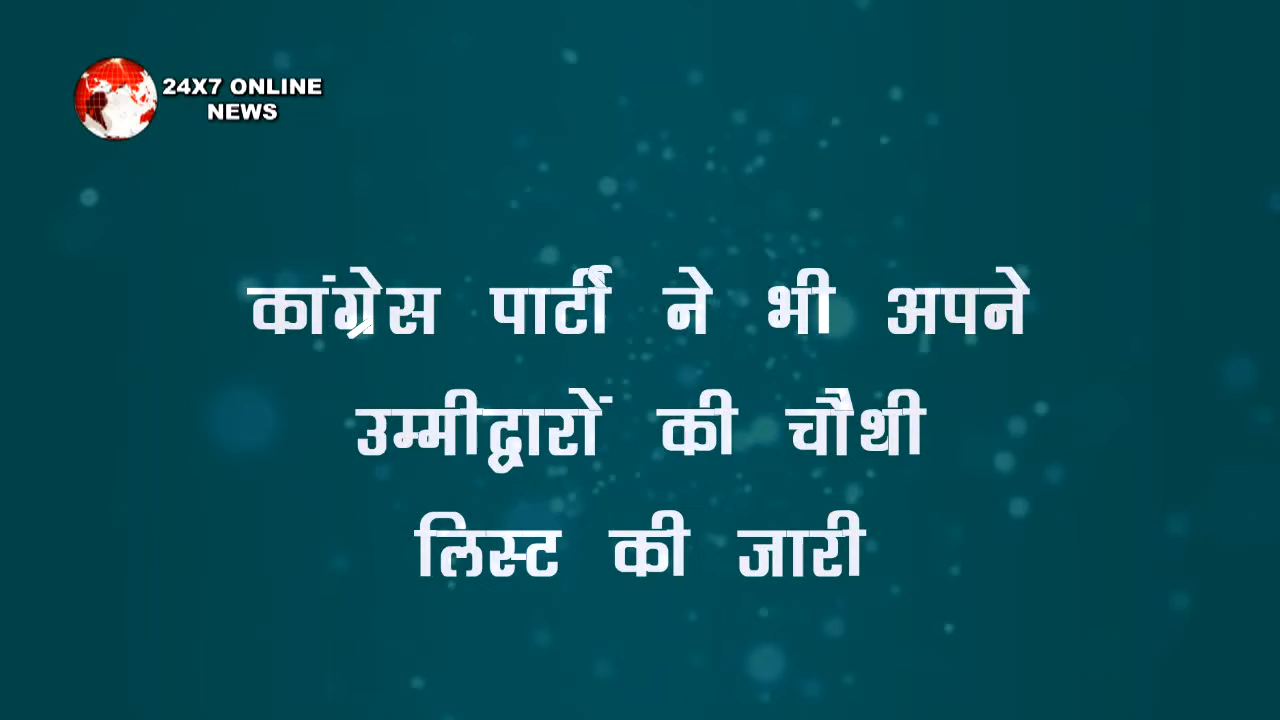 24X7 ONLINE
NEWS
कांग्रेस पार्टी ने भी अपने
उम्मीद्वारों की चौथी
लिस्ट की जारी